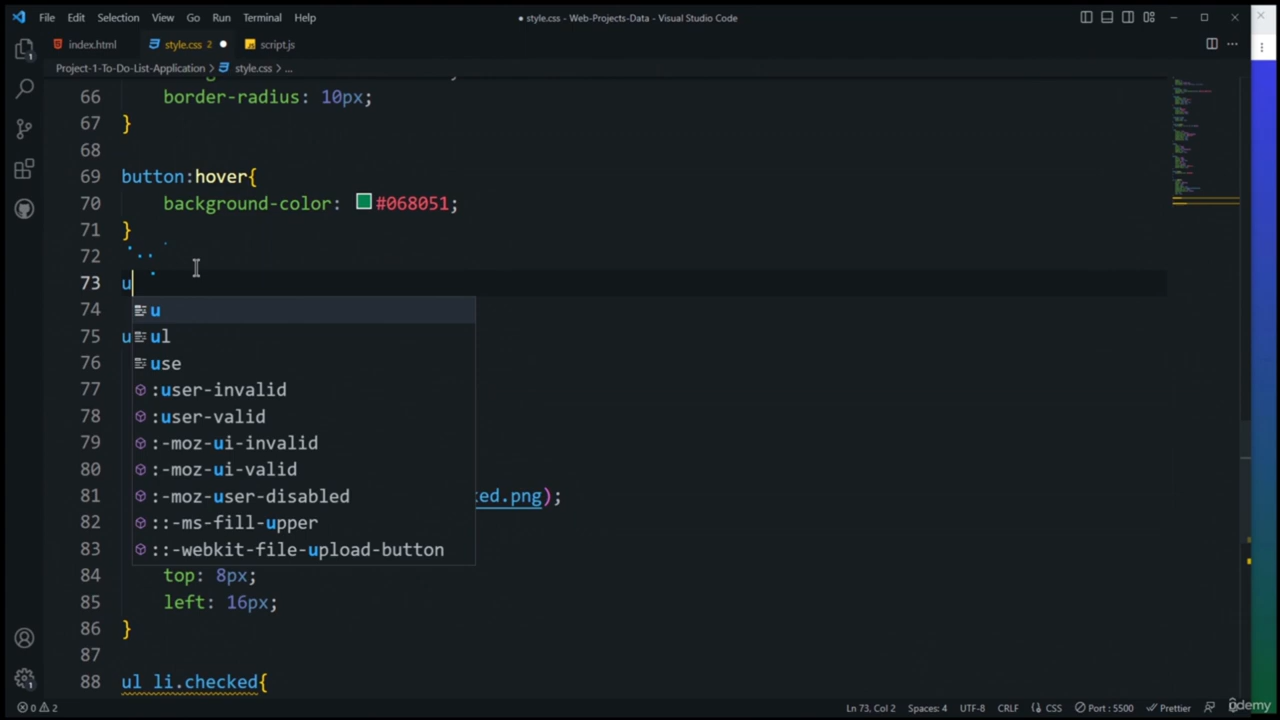 File Edit Selection View Go Run Terminal Help
● style.css - Web-Projects-Data - Visual Studio Code
index.html style.css 2 script.js
Project-1-To-Do-List-Application > style.css > ...
66 border-radius: 10px;
67 }
68
69 button:hover{
70 background-color: #068051;
71 }
72
73 u
74 u
75 u ul
76 use
77 :user-invalid
78 :user-valid
79 :-moz-ui-invalid
80 :-moz-ui-valid
81 :-moz-user-disabled ed.png);
82 ::-ms-fill-upper
83 ::-webkit-file-upload-button
84 top: 8px;
85 left: 16px;
86 }
87
88 ul li.checked{
0 2 Ln 73, Col 2 Spaces: 4 UTF-8 CRLF {} CSS Port : 5500 Prettier
ûdemy